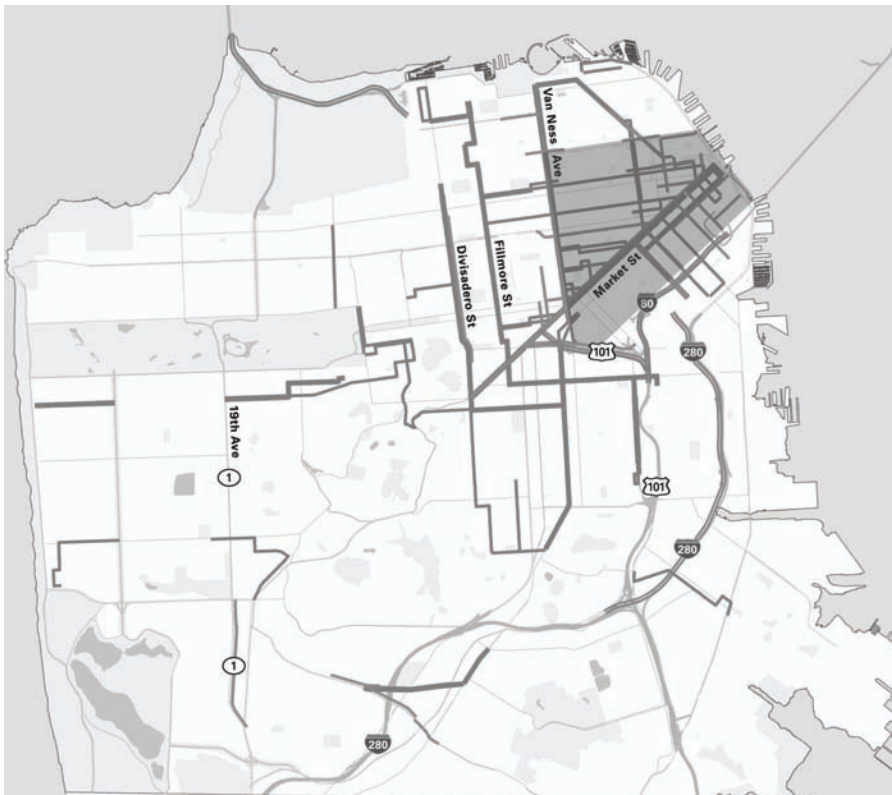 Van Ness Ave
Market St
Fillmore St
Divisadero St
80
101
280
19th Ave
1
101
280
1
280